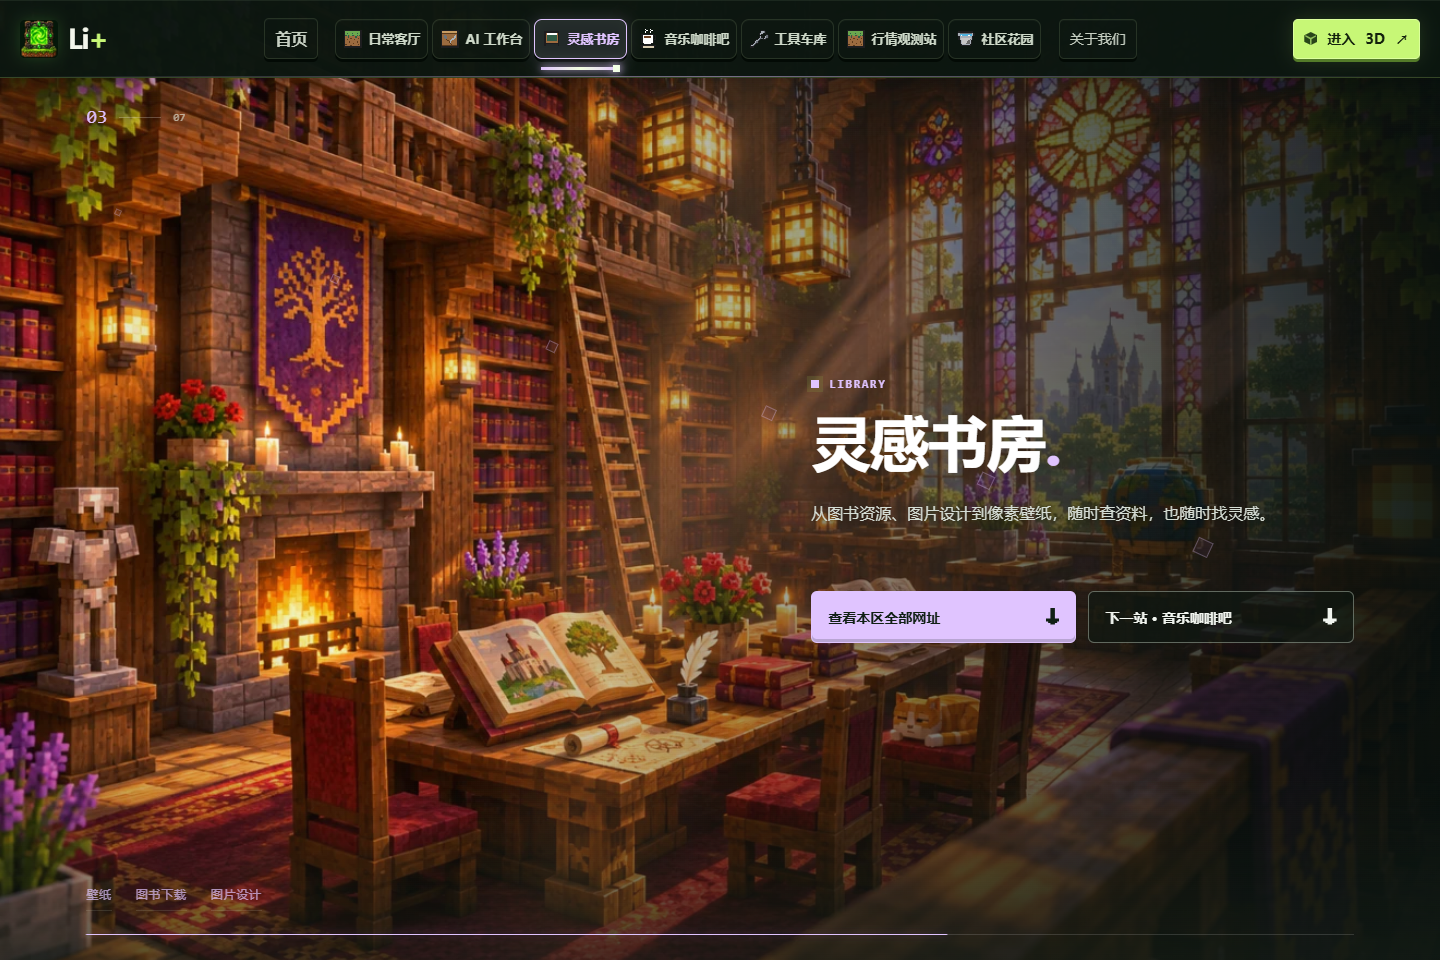 Li+
首页
日常客厅
AI 工作台
灵感书房
音乐咖啡吧
工具车库
行情观测站
社区花园
关于我们
进入 3D ↗
03
07
LIBRARY
灵感书房.
从图书资源、图片设计到像素壁纸，随时查资料，也随时找灵感。
查看本区全部网址
下一站 • 音乐咖啡吧
壁纸
图书下载
图片设计